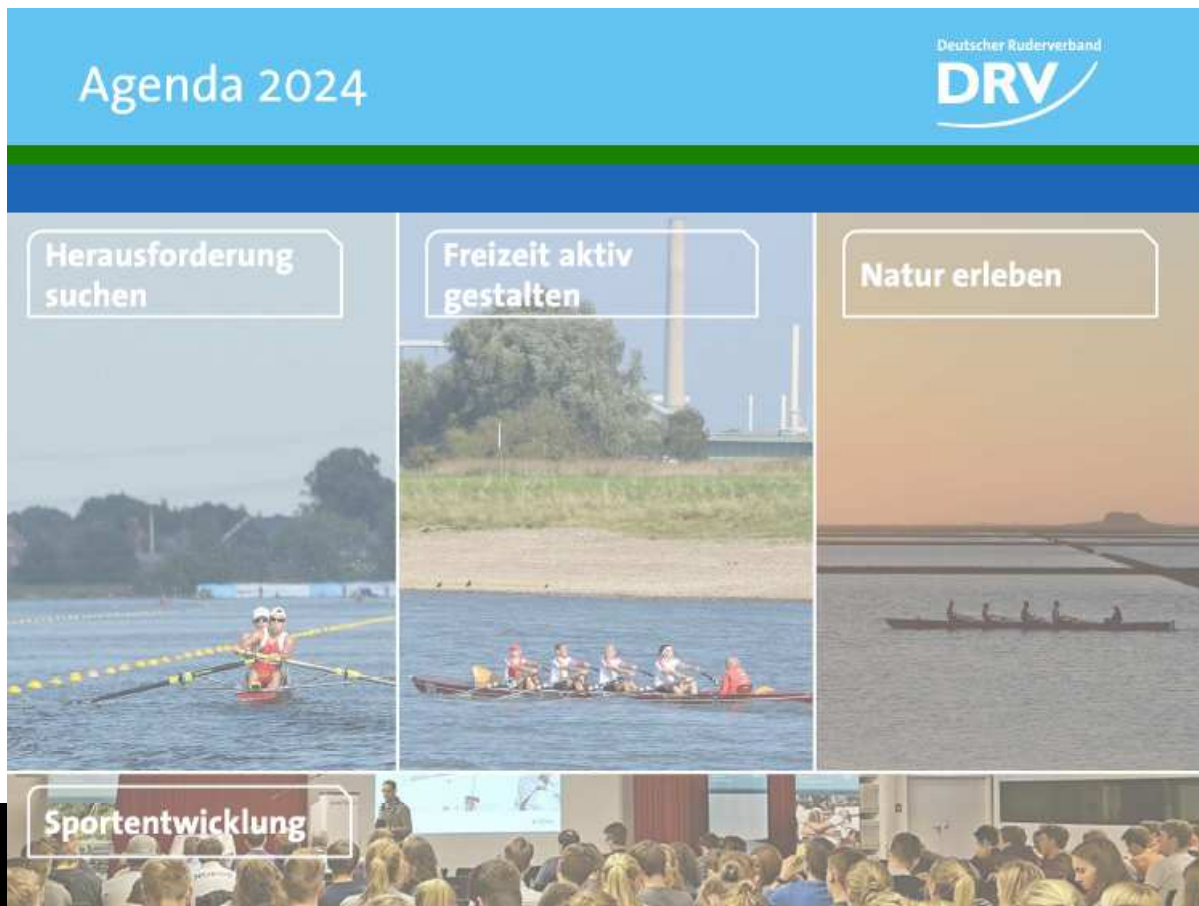 Agenda 2024
Deutscher Ruderverband
DRV
Herausforderung
suchen
Freizeit aktiv
gestalten
Natur erleben
Sportentwicklung